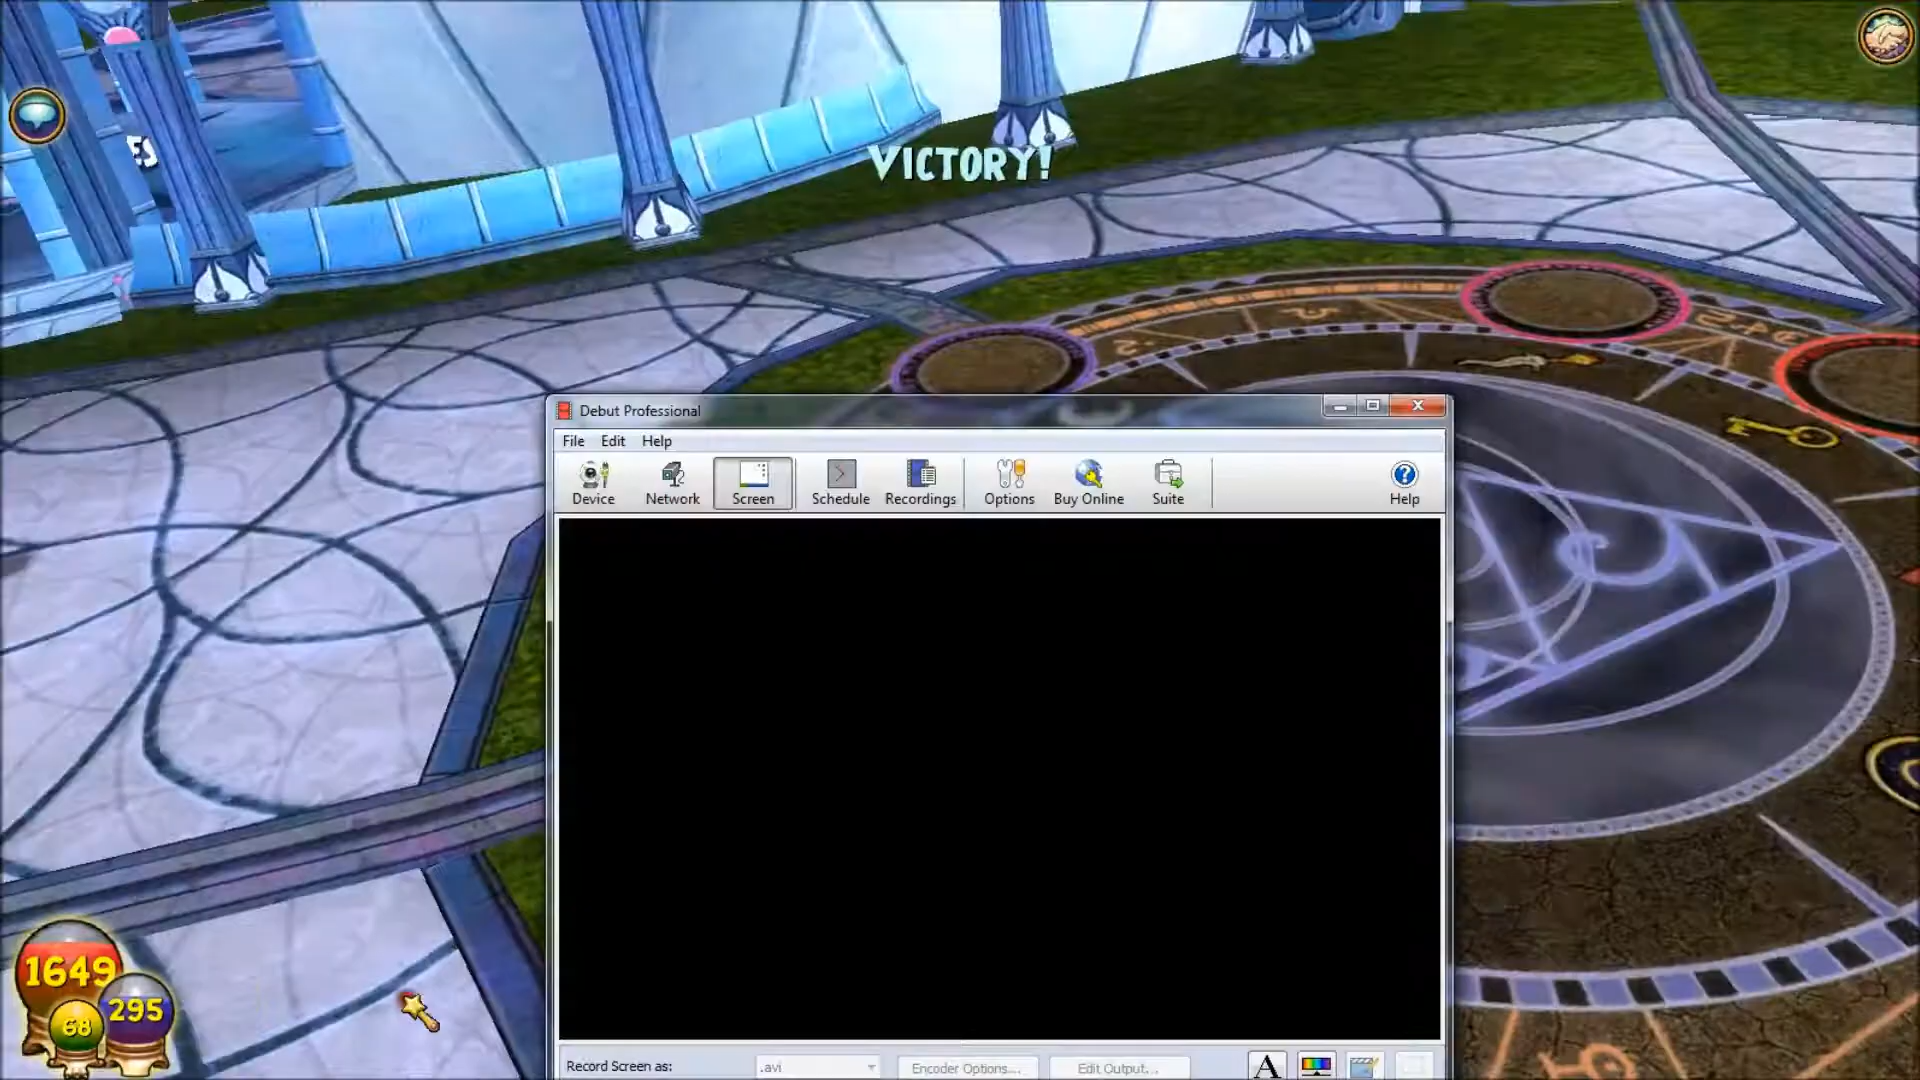 ES
VICTORY!
Debut Professional
File Edit Help
Device Network Screen Schedule Recordings Options Buy Online Suite Help
1649
295
68
Record Screen as: .avi Encoder Options... Edit Output... A